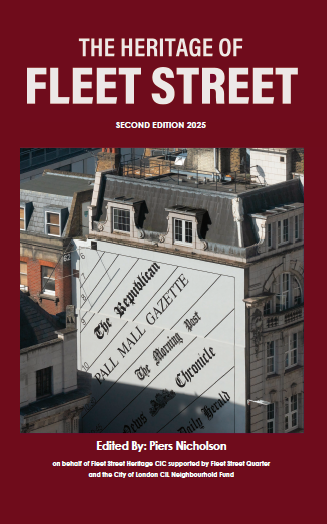 THE HERITAGE OF
FLEET STREET
SECOND EDITION 2025
The Republican
PALL MALL GAZETTE
The Morning Post
News Chronicle
Daily Herald
Edited By: Piers Nicholson
on behalf of Fleet Street Heritage CIC supported by Fleet Street Quarter
and the City of London CIL Neighbourhood Fund